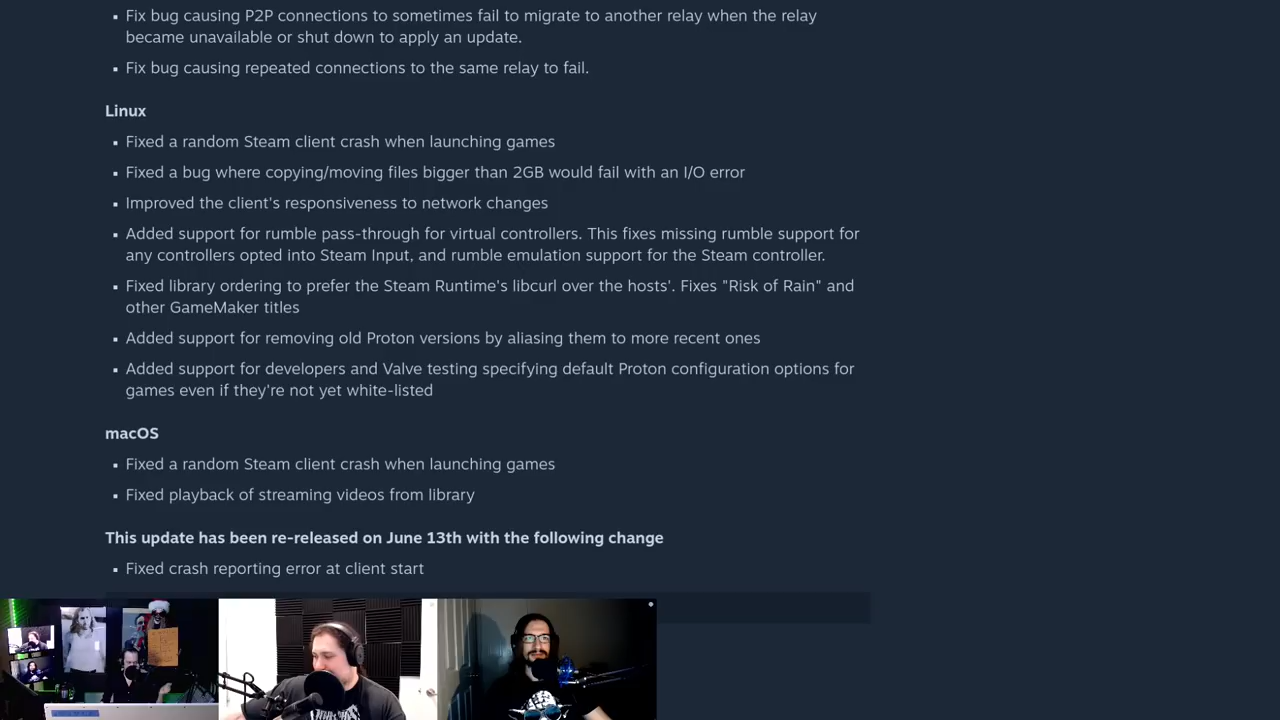 Fix bug causing P2P connections to sometimes fail to migrate to another relay when the relay
became unavailable or shut down to apply an update.
Fix bug causing repeated connections to the same relay to fail.
Linux
Fixed a random Steam client crash when launching games
Fixed a bug where copying/moving files bigger than 2GB would fail with an I/O error
Improved the client's responsiveness to network changes
Added support for rumble pass-through for virtual controllers. This fixes missing rumble support for
any controllers opted into Steam Input, and rumble emulation support for the Steam controller.
Fixed library ordering to prefer the Steam Runtime's libcurl over the hosts'. Fixes "Risk of Rain" and
other GameMaker titles
Added support for removing old Proton versions by aliasing them to more recent ones
Added support for developers and Valve testing specifying default Proton configuration options for
games even if they're not yet white-listed
macOS
Fixed a random Steam client crash when launching games
Fixed playback of streaming videos from library
This update has been re-released on June 13th with the following change
Fixed crash reporting error at client start